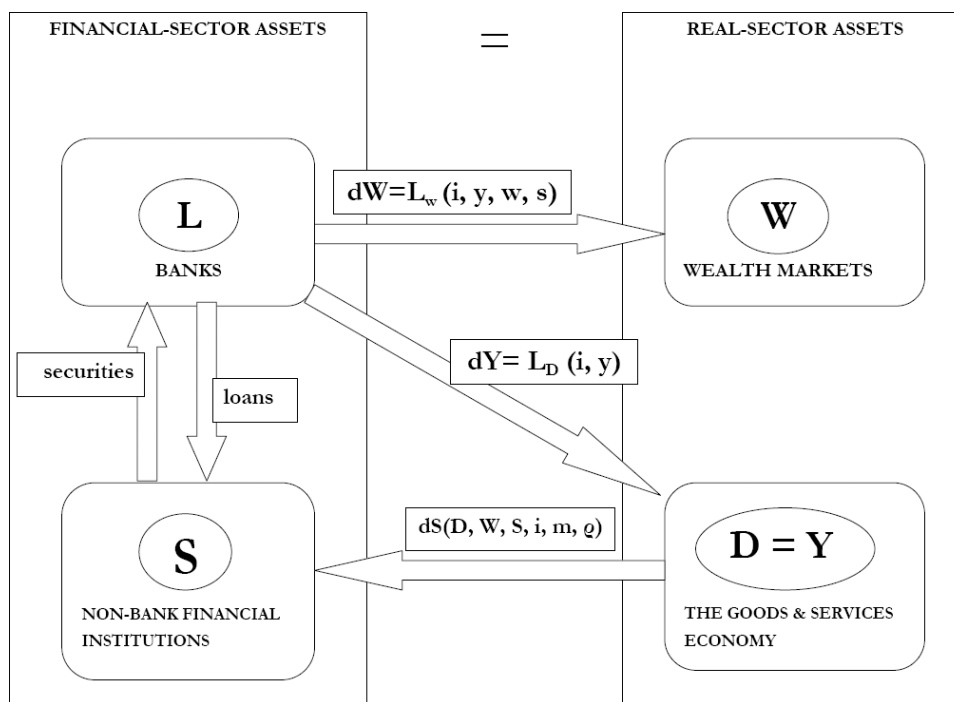 FINANCIAL-SECTOR ASSETS
=
REAL-SECTOR ASSETS
L
BANKS
dW=Lw (i, y, w, s)
W
WEALTH MARKETS
dY= LD (i, y)
securities
loans
dS(D, W, S, i, m, ϱ)
S
NON-BANK FINANCIAL
INSTITUTIONS
D = Y
THE GOODS & SERVICES
ECONOMY